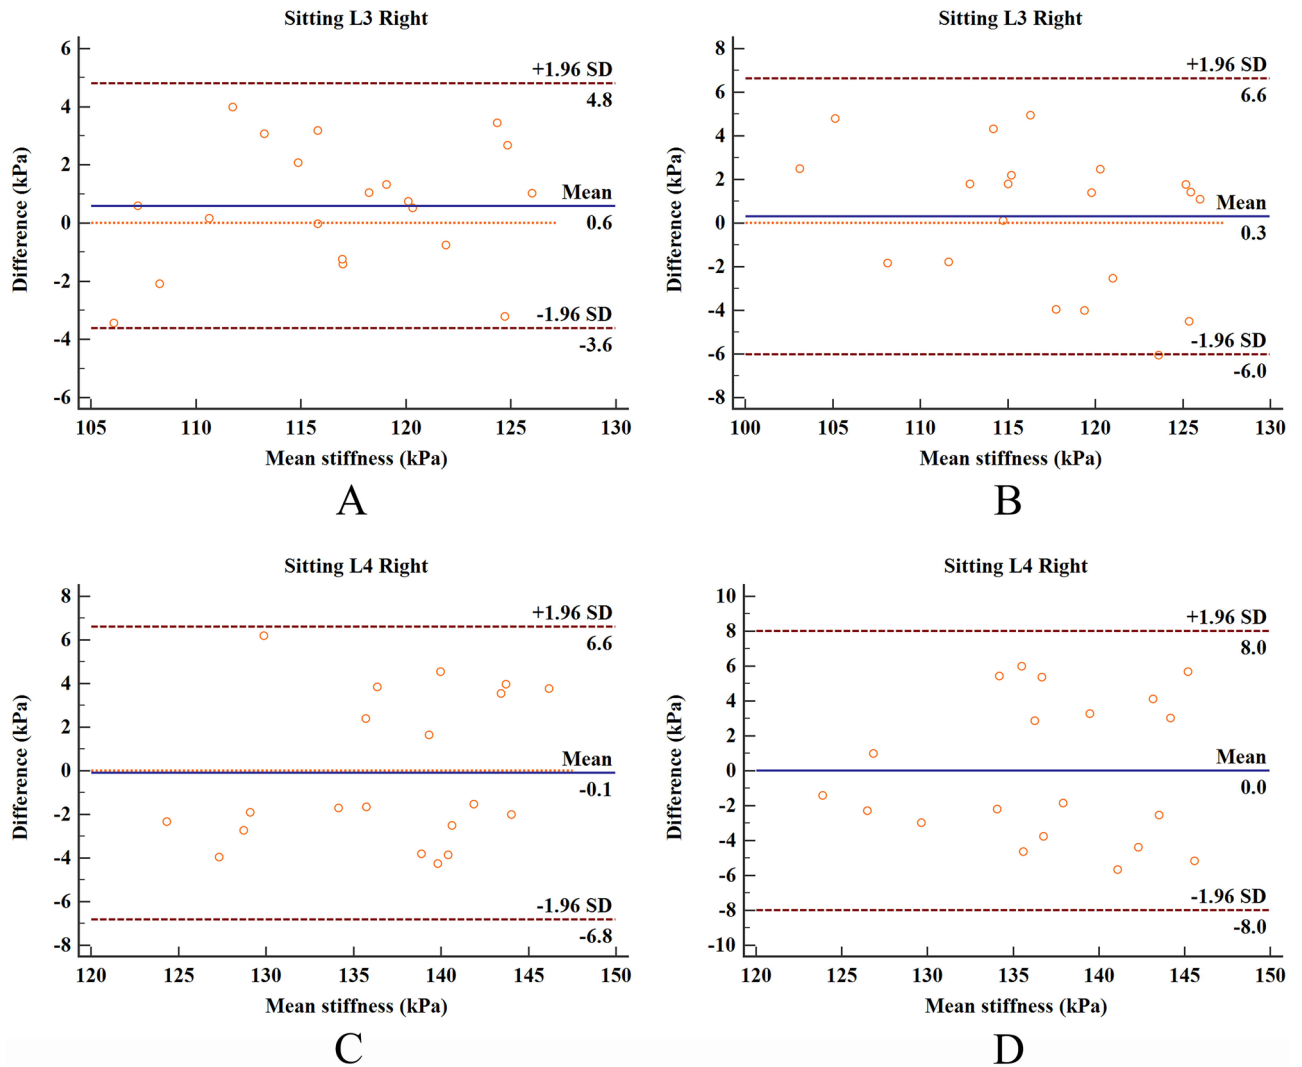 Sitting L3 Right
6
4
2
0
-2
-4
-6
Difference (kPa)
+1.96 SD
4.8
Mean
0.6
-1.96 SD
-3.6
105 110 115 120 125 130
Mean stiffness (kPa)
A
Sitting L3 Right
8
6
4
2
0
-2
-4
-6
-8
Difference (kPa)
+1.96 SD
6.6
Mean
0.3
-1.96 SD
-6.0
100 105 110 115 120 125 130
Mean stiffness (kPa)
B
Sitting L4 Right
8
6
4
2
0
-2
-4
-6
-8
Difference (kPa)
+1.96 SD
6.6
Mean
-0.1
-1.96 SD
-6.8
120 125 130 135 140 145 150
Mean stiffness (kPa)
C
Sitting L4 Right
10
8
6
4
2
0
-2
-4
-6
-8
-10
Difference (kPa)
+1.96 SD
8.0
Mean
0.0
-1.96 SD
-8.0
120 125 130 135 140 145 150
Mean stiffness (kPa)
D